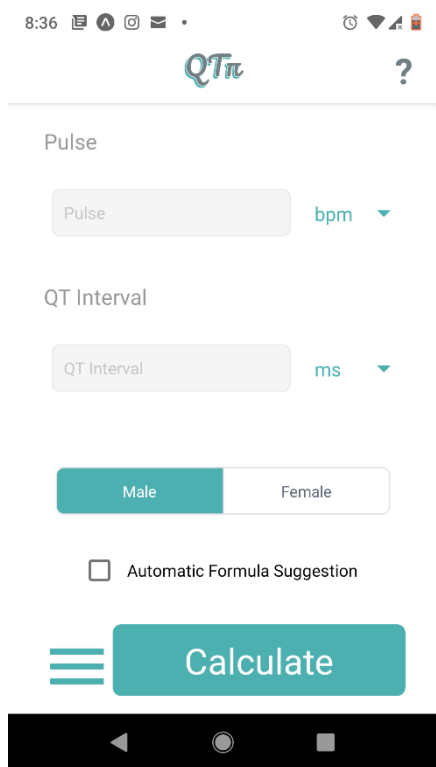 8:36
QTπ
?
Pulse
Pulse
bpm
QT Interval
QT Interval
ms
Male
Female
Automatic Formula Suggestion
Calculate